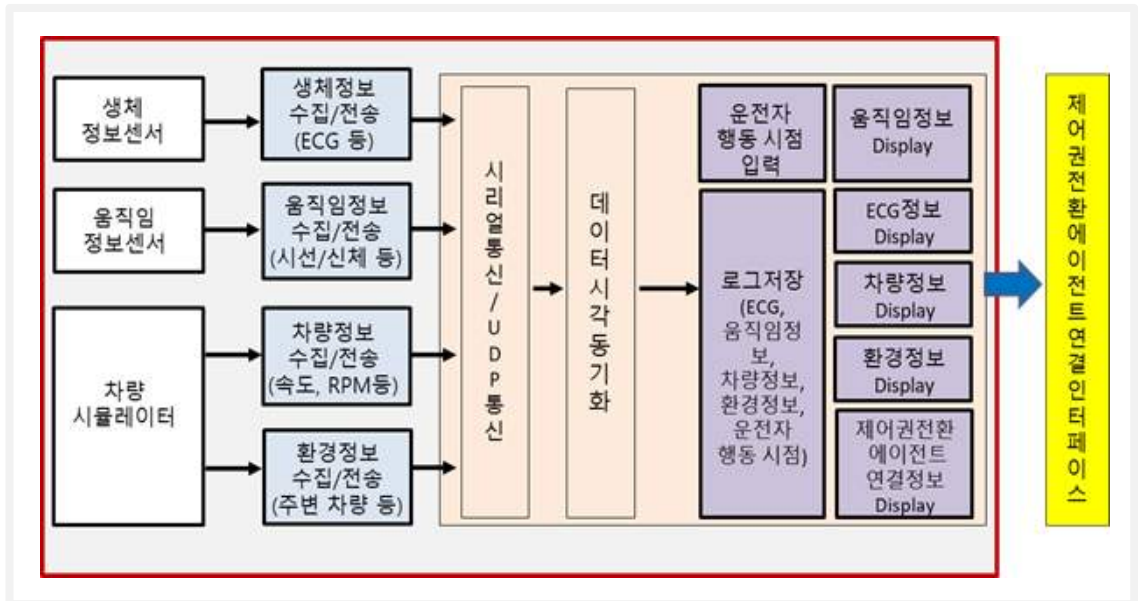 생체
정보센서
움직임
정보센서
차량
시뮬레이터
생체정보
수집/전송
(ECG 등)
움직임정보
수집/전송
(시선/신체 등)
차량정보
수집/전송
(속도, RPM등)
환경정보
수집/전송
(주변 차량 등)
시리얼통신/UDP통신
데이터시각동기화
운전자
행동 시점
입력
로그저장
(ECG,
움직임정
보,
차량정보,
환경정보,
운전자
행동 시점)
움직임정보
Display
ECG정보
Display
차량정보
Display
환경정보
Display
제어권전환
에이전트
연결정보
Display
제어권전환에이전트연결인터페이스